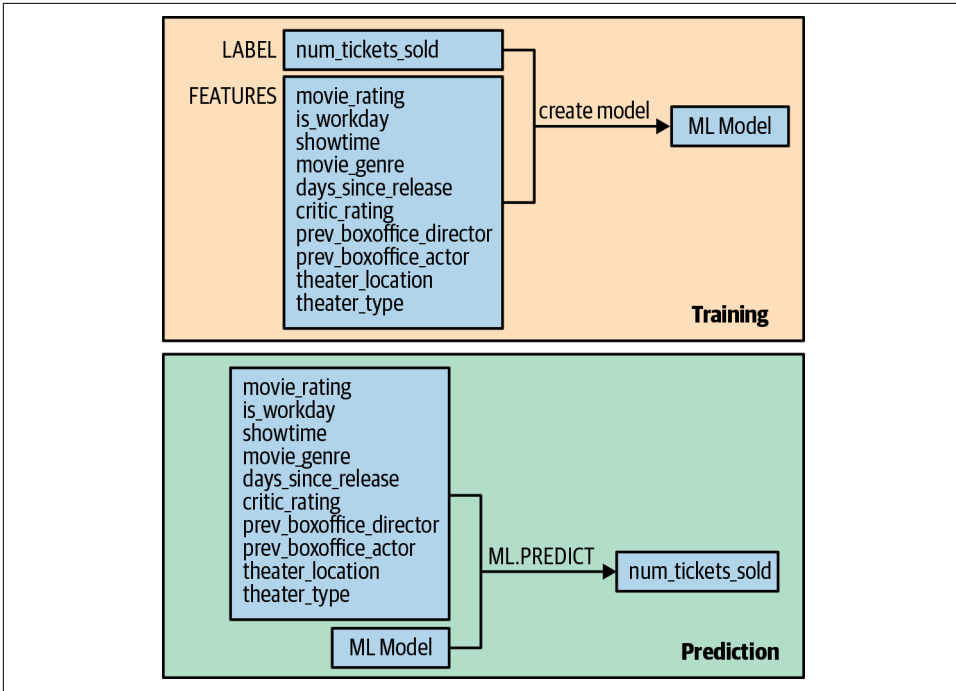 LABEL
num_tickets_sold
FEATURES
movie_rating
is_workday
showtime
movie_genre
days_since_release
critic_rating
prev_boxoffice_director
prev_boxoffice_actor
theater_location
theater_type
create model
ML Model
Training
movie_rating
is_workday
showtime
movie_genre
days_since_release
critic_rating
prev_boxoffice_director
prev_boxoffice_actor
theater_location
theater_type
ML Model
ML.PREDICT
num_tickets_sold
Prediction